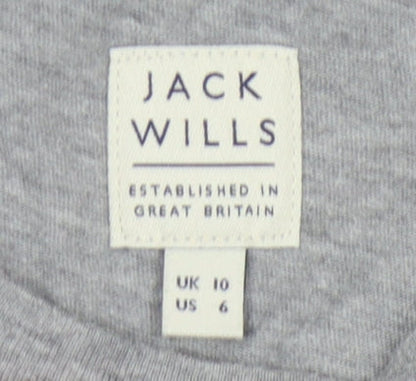 JACK
WILLS
ESTABLISHED IN
GREAT BRITAIN
UK 10
US 6